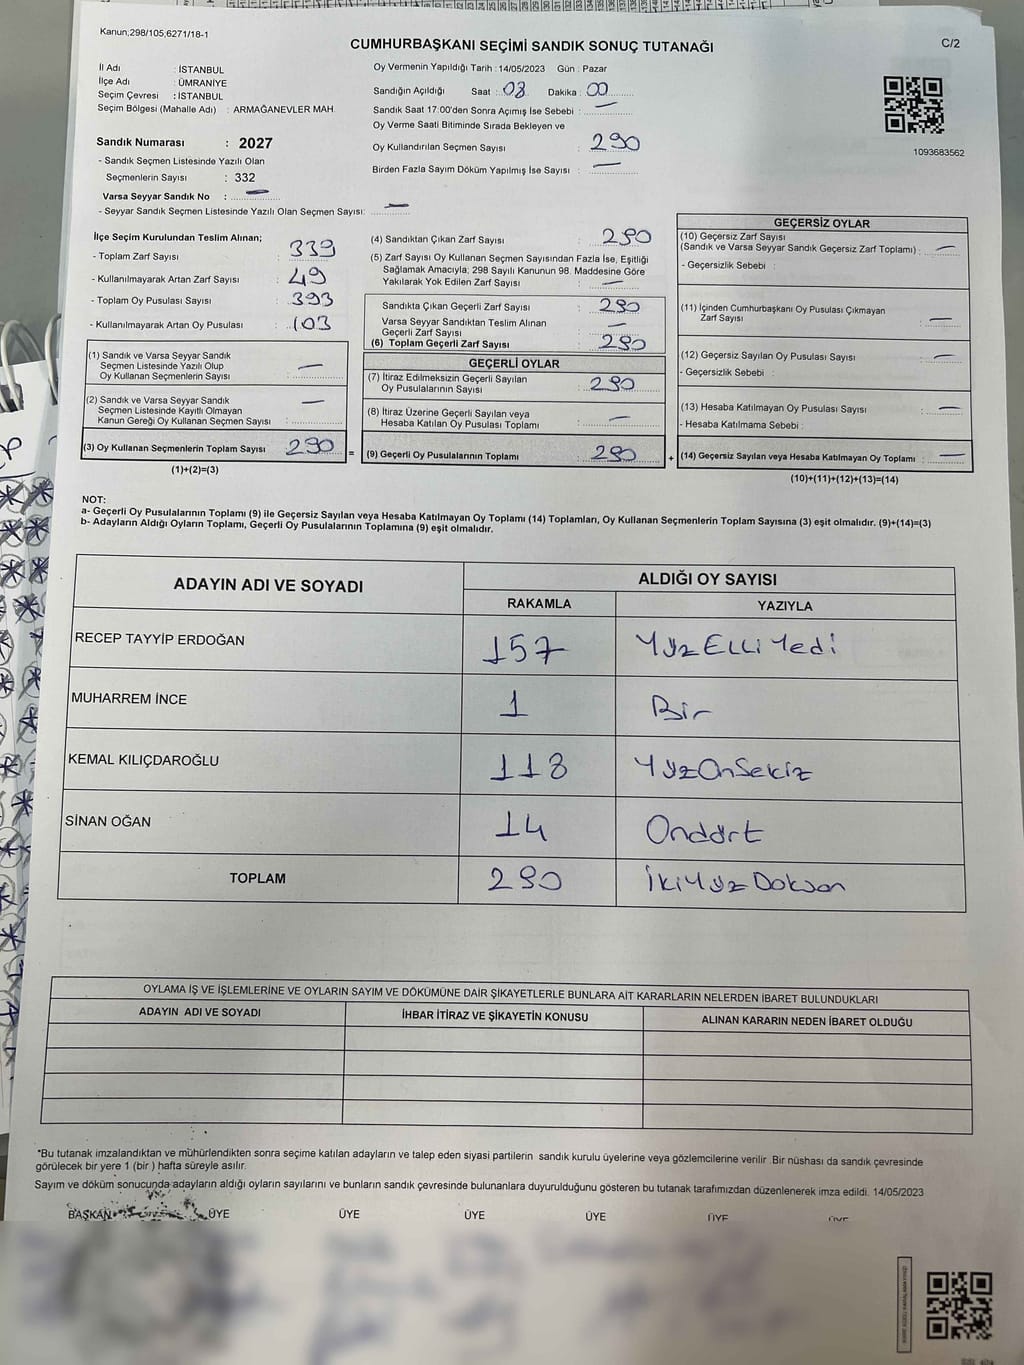 Kanun;298/105;6271/18-1
C/2
CUMHURBAŞKANI SEÇİMİ SANDIK SONUÇ TUTANAĞI
İl Adı : İSTANBUL
İlçe Adı : ÜMRANİYE
Seçim Çevresi : İSTANBUL
Seçim Bölgesi (Mahalle Adı) : ARMAĞANEVLER MAH.
Sandık Numarası : 2027
- Sandık Seçmen Listesinde Yazılı Olan
Seçmenlerin Sayısı : 332
Varsa Seyyar Sandık No : —
- Seyyar Sandık Seçmen Listesinde Yazılı Olan Seçmen Sayısı: —
Oy Vermenin Yapıldığı Tarih : 14/05/2023 Gün : Pazar
Sandığın Açıldığı Saat : 08 Dakika : 00
Sandık Saat 17:00'den Sonra Açımış İse Sebebi : —
Oy Verme Saati Bitiminde Sırada Bekleyen ve
Oy Kullandırılan Seçmen Sayısı : 290
Birden Fazla Sayım Döküm Yapılmış İse Sayısı : —
1093683562
İlçe Seçim Kurulundan Teslim Alınan;
- Toplam Zarf Sayısı : 339
- Kullanılmayarak Artan Zarf Sayısı : 49
- Toplam Oy Pusulası Sayısı : 393
- Kullanılmayarak Artan Oy Pusulası : 103
(1) Sandık ve Varsa Seyyar Sandık
Seçmen Listesinde Yazılı Olup
Oy Kullanan Seçmenlerin Sayısı : —
(2) Sandık ve Varsa Seyyar Sandık
Seçmen Listesinde Kayıtlı Olmayan
Kanun Gereği Oy Kullanan Seçmen Sayısı : —
(3) Oy Kullanan Seçmenlerin Toplam Sayısı : 290
(1)+(2)=(3)
(4) Sandıktan Çıkan Zarf Sayısı : 290
(5) Zarf Sayısı Oy Kullanan Seçmen Sayısından Fazla İse, Eşitliği
Sağlamak Amacıyla; 298 Sayılı Kanunun 98. Maddesine Göre
Yakılarak Yok Edilen Zarf Sayısı : —
Sandıkta Çıkan Geçerli Zarf Sayısı : 290
Varsa Seyyar Sandıktan Teslim Alınan
Geçerli Zarf Sayısı : —
(6) Toplam Geçerli Zarf Sayısı : 290
GEÇERLİ OYLAR
(7) İtiraz Edilmeksizin Geçerli Sayılan
Oy Pusulalarının Sayısı : 290
(8) İtiraz Üzerine Geçerli Sayılan veya
Hesaba Katılan Oy Pusulası Toplamı : —
= (9) Geçerli Oy Pusulalarının Toplamı : 290 +
GEÇERSİZ OYLAR
(10) Geçersiz Zarf Sayısı
(Sandık ve Varsa Seyyar Sandık Geçersiz Zarf Toplamı) : —
- Geçersizlik Sebebi :
(11) İçinden Cumhurbaşkanı Oy Pusulası Çıkmayan
Zarf Sayısı : —
(12) Geçersiz Sayılan Oy Pusulası Sayısı : —
- Geçersizlik Sebebi :
(13) Hesaba Katılmayan Oy Pusulası Sayısı : —
- Hesaba Katılmama Sebebi :
(14) Geçersiz Sayılan veya Hesaba Katılmayan Oy Toplamı : —
(10)+(11)+(12)+(13)=(14)
NOT:
a- Geçerli Oy Pusulalarının Toplamı (9) ile Geçersiz Sayılan veya Hesaba Katılmayan Oy Toplamı (14) Toplamları, Oy Kullanan Seçmenlerin Toplam Sayısına (3) eşit olmalıdır. (9)+(14)=(3)
b- Adayların Aldığı Oyların Toplamı, Geçerli Oy Pusulalarının Toplamına (9) eşit olmalıdır.
ADAYIN ADI VE SOYADI ALDIĞI OY SAYISI
RAKAMLA YAZIYLA
RECEP TAYYİP ERDOĞAN 157 YüzElliYedi
MUHARREM İNCE 1 Bir
KEMAL KILIÇDAROĞLU 118 YüzOnSekiz
SİNAN OĞAN 14 Ondört
TOPLAM 290 İkiYüzDoksan
OYLAMA İŞ VE İŞLEMLERİNE VE OYLARIN SAYIM VE DÖKÜMÜNE DAİR ŞİKAYETLERLE BUNLARA AİT KARARLARIN NELERDEN İBARET BULUNDUKLARI
ADAYIN ADI VE SOYADI İHBAR İTİRAZ VE ŞİKAYETİN KONUSU ALINAN KARARIN NEDEN İBARET OLDUĞU
"Bu tutanak imzalandıktan ve mühürlendikten sonra seçime katılan adayların ve talep eden siyasi partilerin sandık kurulu üyelerine veya gözlemcilerine verilir .Bir nüshası da sandık çevresinde
görülecek bir yere 1 (bir ) hafta süreyle asılır.
Sayım ve döküm sonucunda adayların aldığı oyların sayılarını ve bunların sandık çevresinde bulunanlara duyurulduğunu gösteren bu tutanak tarafımızdan düzenlenerek imza edildi. 14/05/2023
BAŞKAN ÜYE ÜYE ÜYE ÜYE ÜYE ÜYE